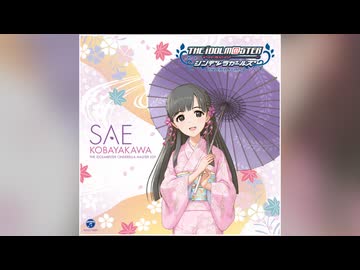 THE IDOLM@STER
シンデレラガールズ
SAE
KOBAYAKAWA
THE IDOLM@STER CINDERELLA MASTER 037